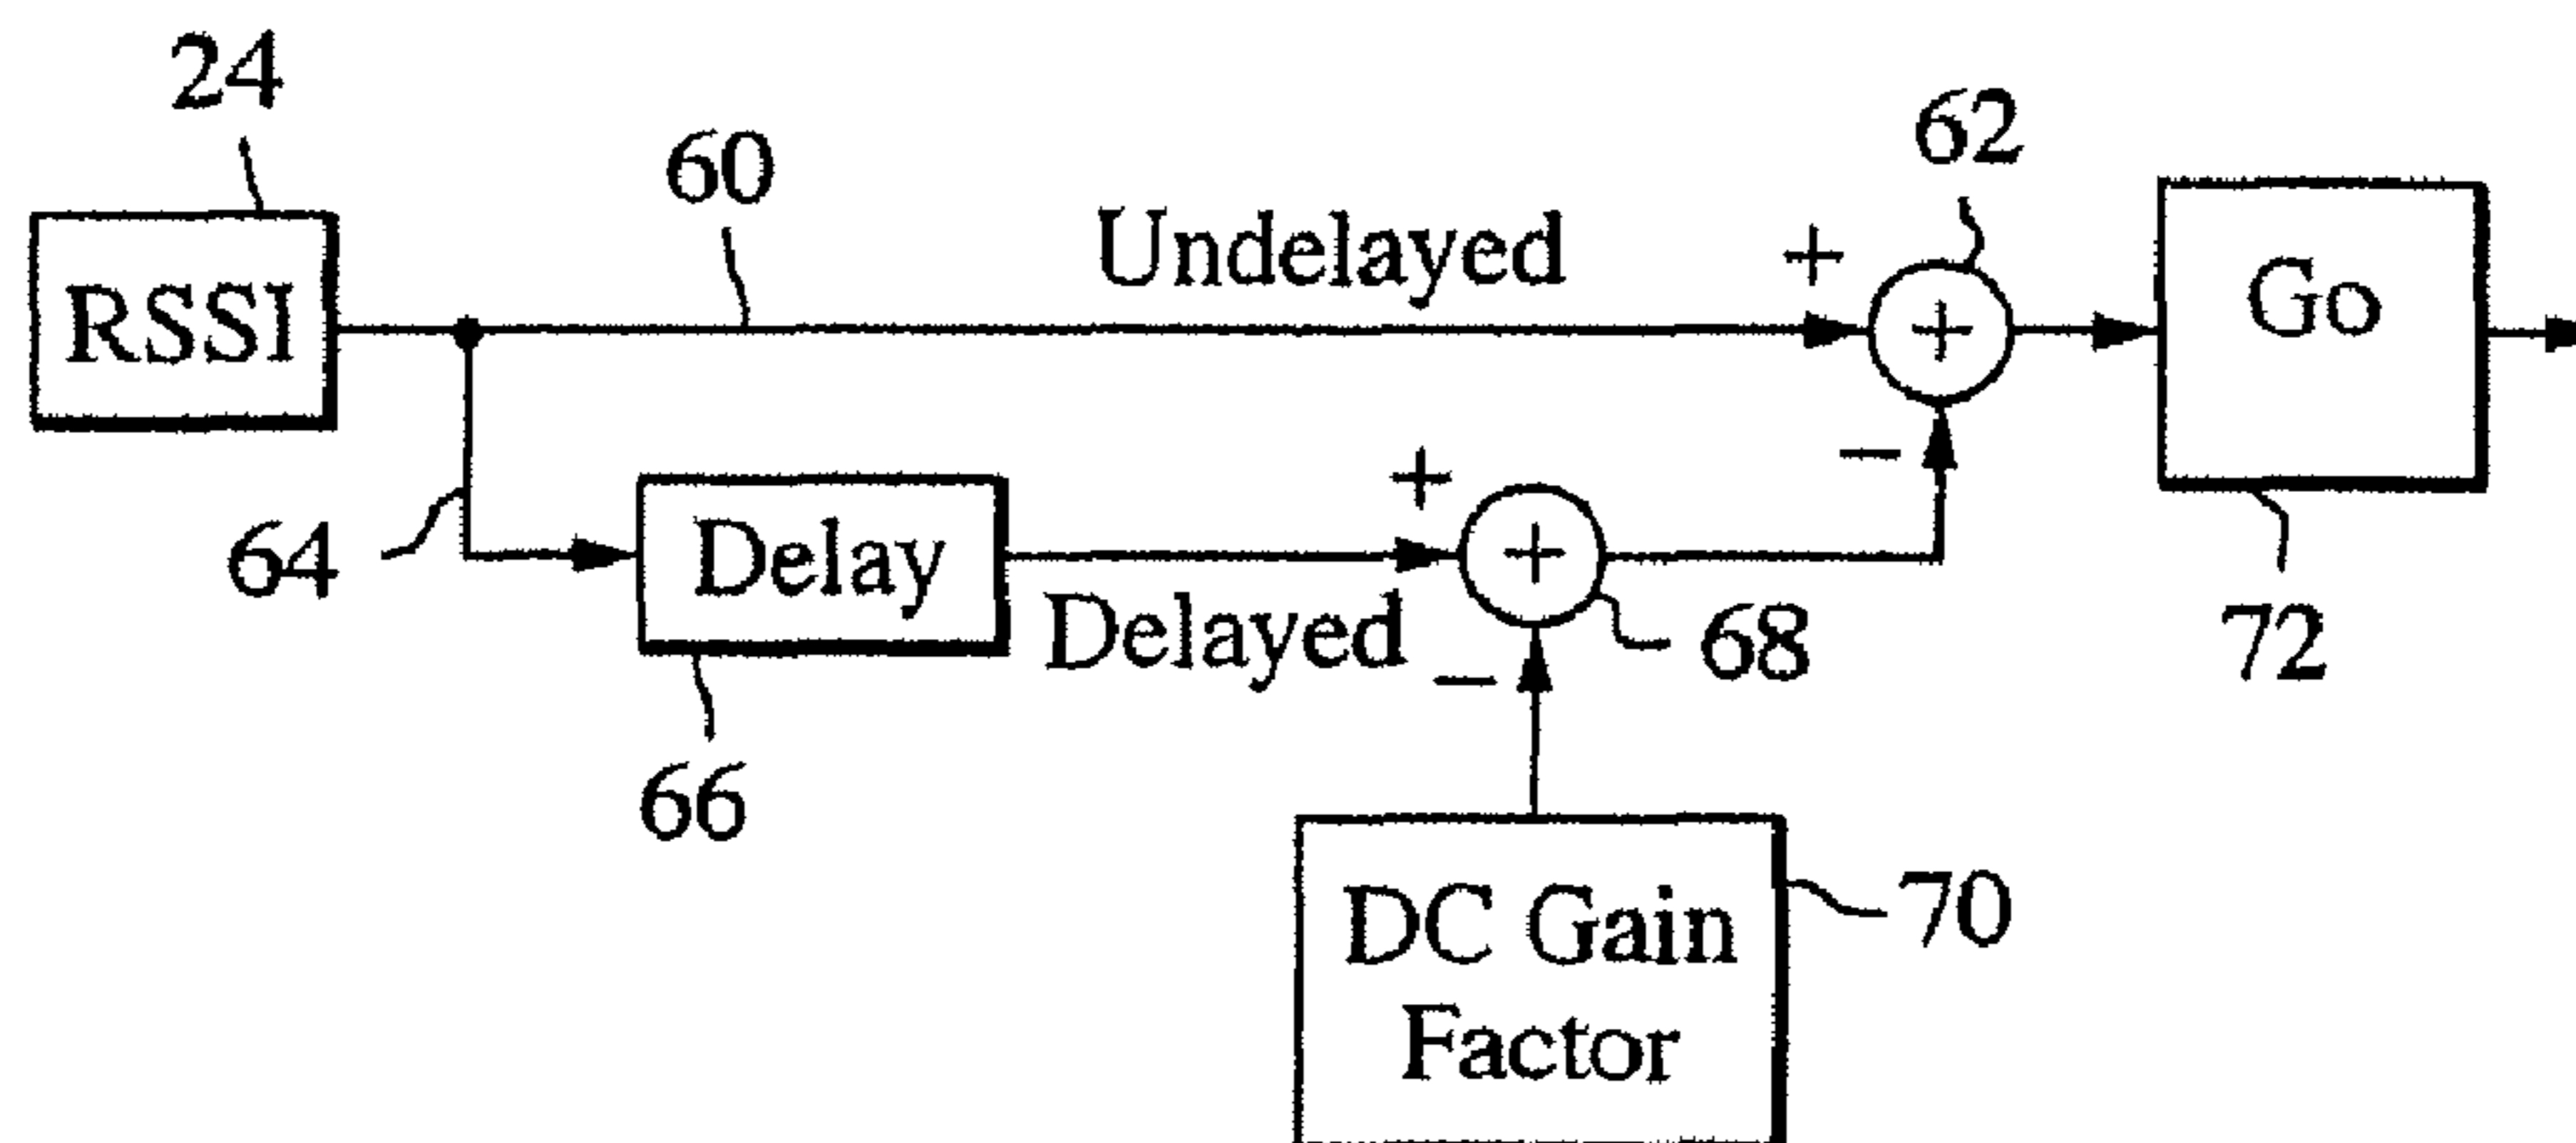 24
60
62
Undelayed
+
RSSI
+
Go
64
Delay
+
+
−
Delayed
−
68
72
66
DC Gain
Factor
70